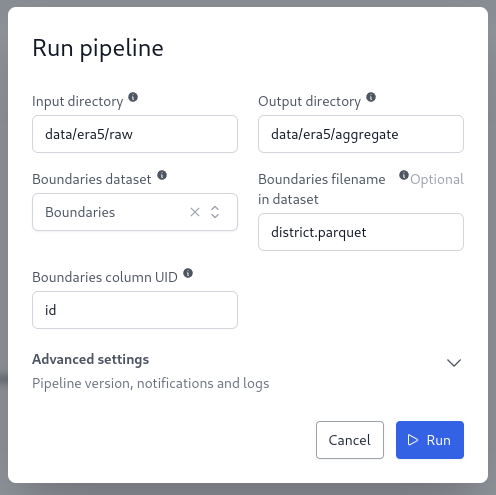 Run pipeline
Input directory
Output directory
data/era5/raw
data/era5/aggregate
Boundaries dataset
Boundaries filename
in dataset
Optional
Boundaries
district.parquet
Boundaries column UID
id
Advanced settings
Pipeline version, notifications and logs
Cancel
Run